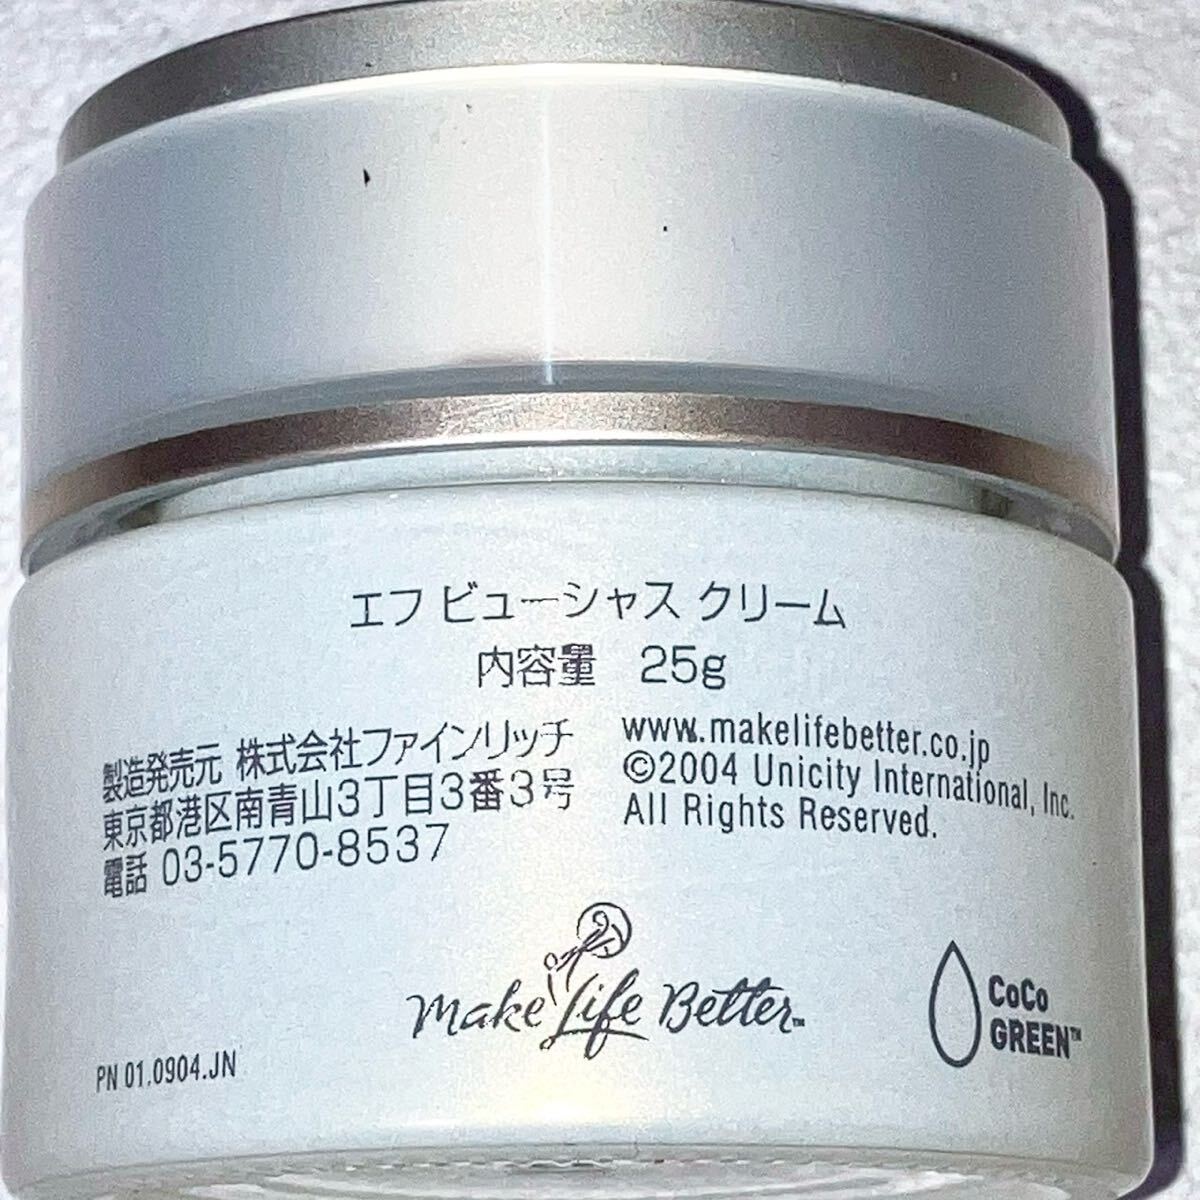 エフ ビューシャス クリーム
内容量 25g
製造発売元 株式会社ファインリッチ
東京都港区南青山3丁目3番3号
電話 03-5770-8537
www.makelifebetter.co.jp
©2004 Unicity International, Inc.
All Rights Reserved.
Make Life Better™
CoCo
GREEN™
PN 01.0904.JN